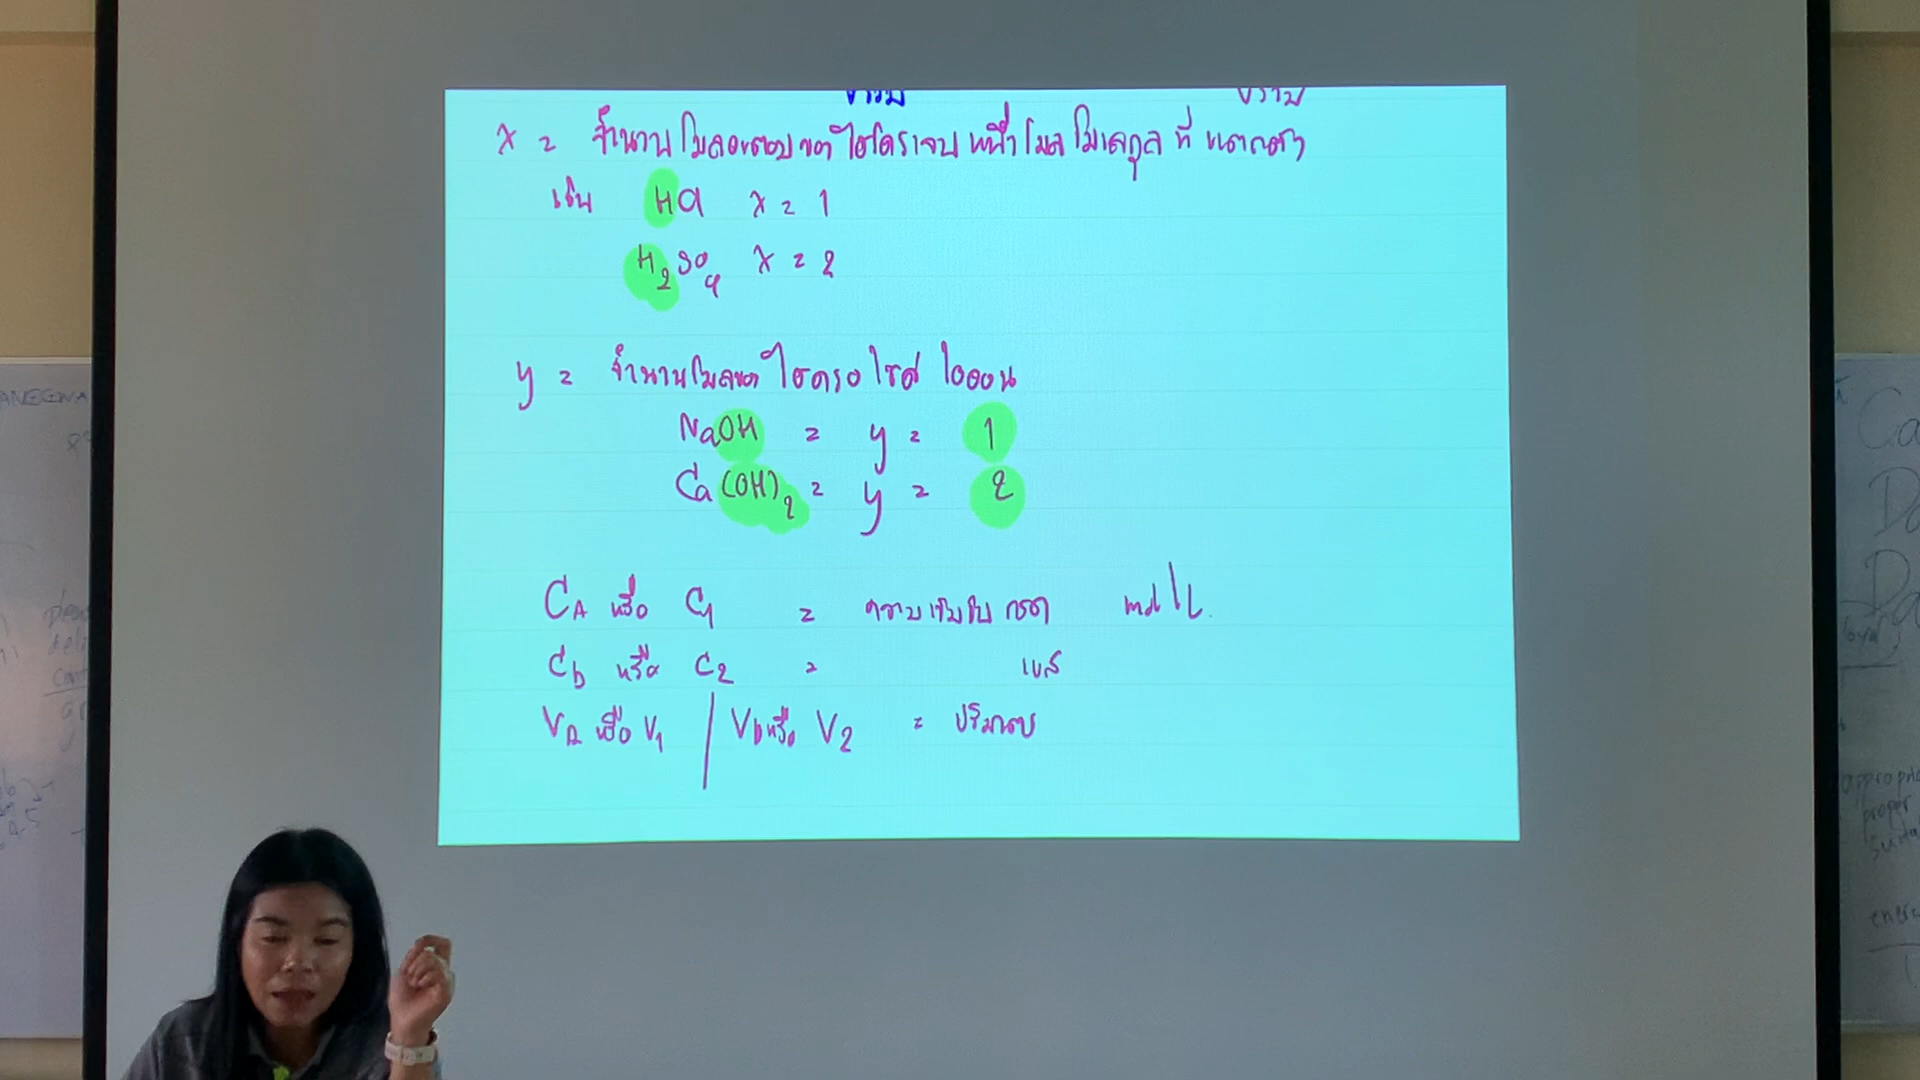 x = จำนวนโมลอะตอมของไฮโดรเจน หนึ่งโมลโมเลกุล ที่ แตกตัว
เช่น HCl x = 1
H2SO4 x = 2
y = จำนวนโมลของ ไฮดรอไซด์ ไอออน
NaOH = y = 1
Ca(OH)2 = y = 2
CA หรือ C1 = ความเข้มข้น กรด mol/L.
Cb หรือ C2 = เบส
VA หรือ V1 / Vb หรือ V2 = ปริมาตร